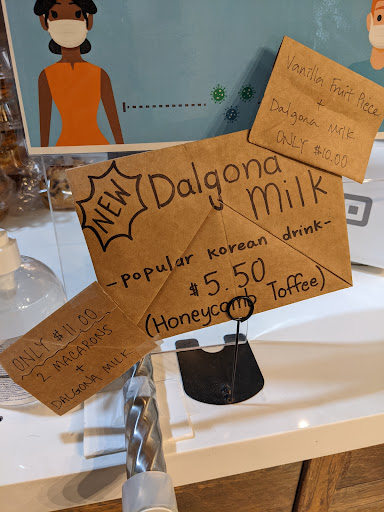 Vanilla Fruit Piece
+
Dalgona Milk
ONLY $10.00
NEW
Dalgona
Milk
-popular korean drink-
$5.50
(Honeycomb Toffee)
ONLY $11.00
2 MACARONS
+
DALGONA MILK